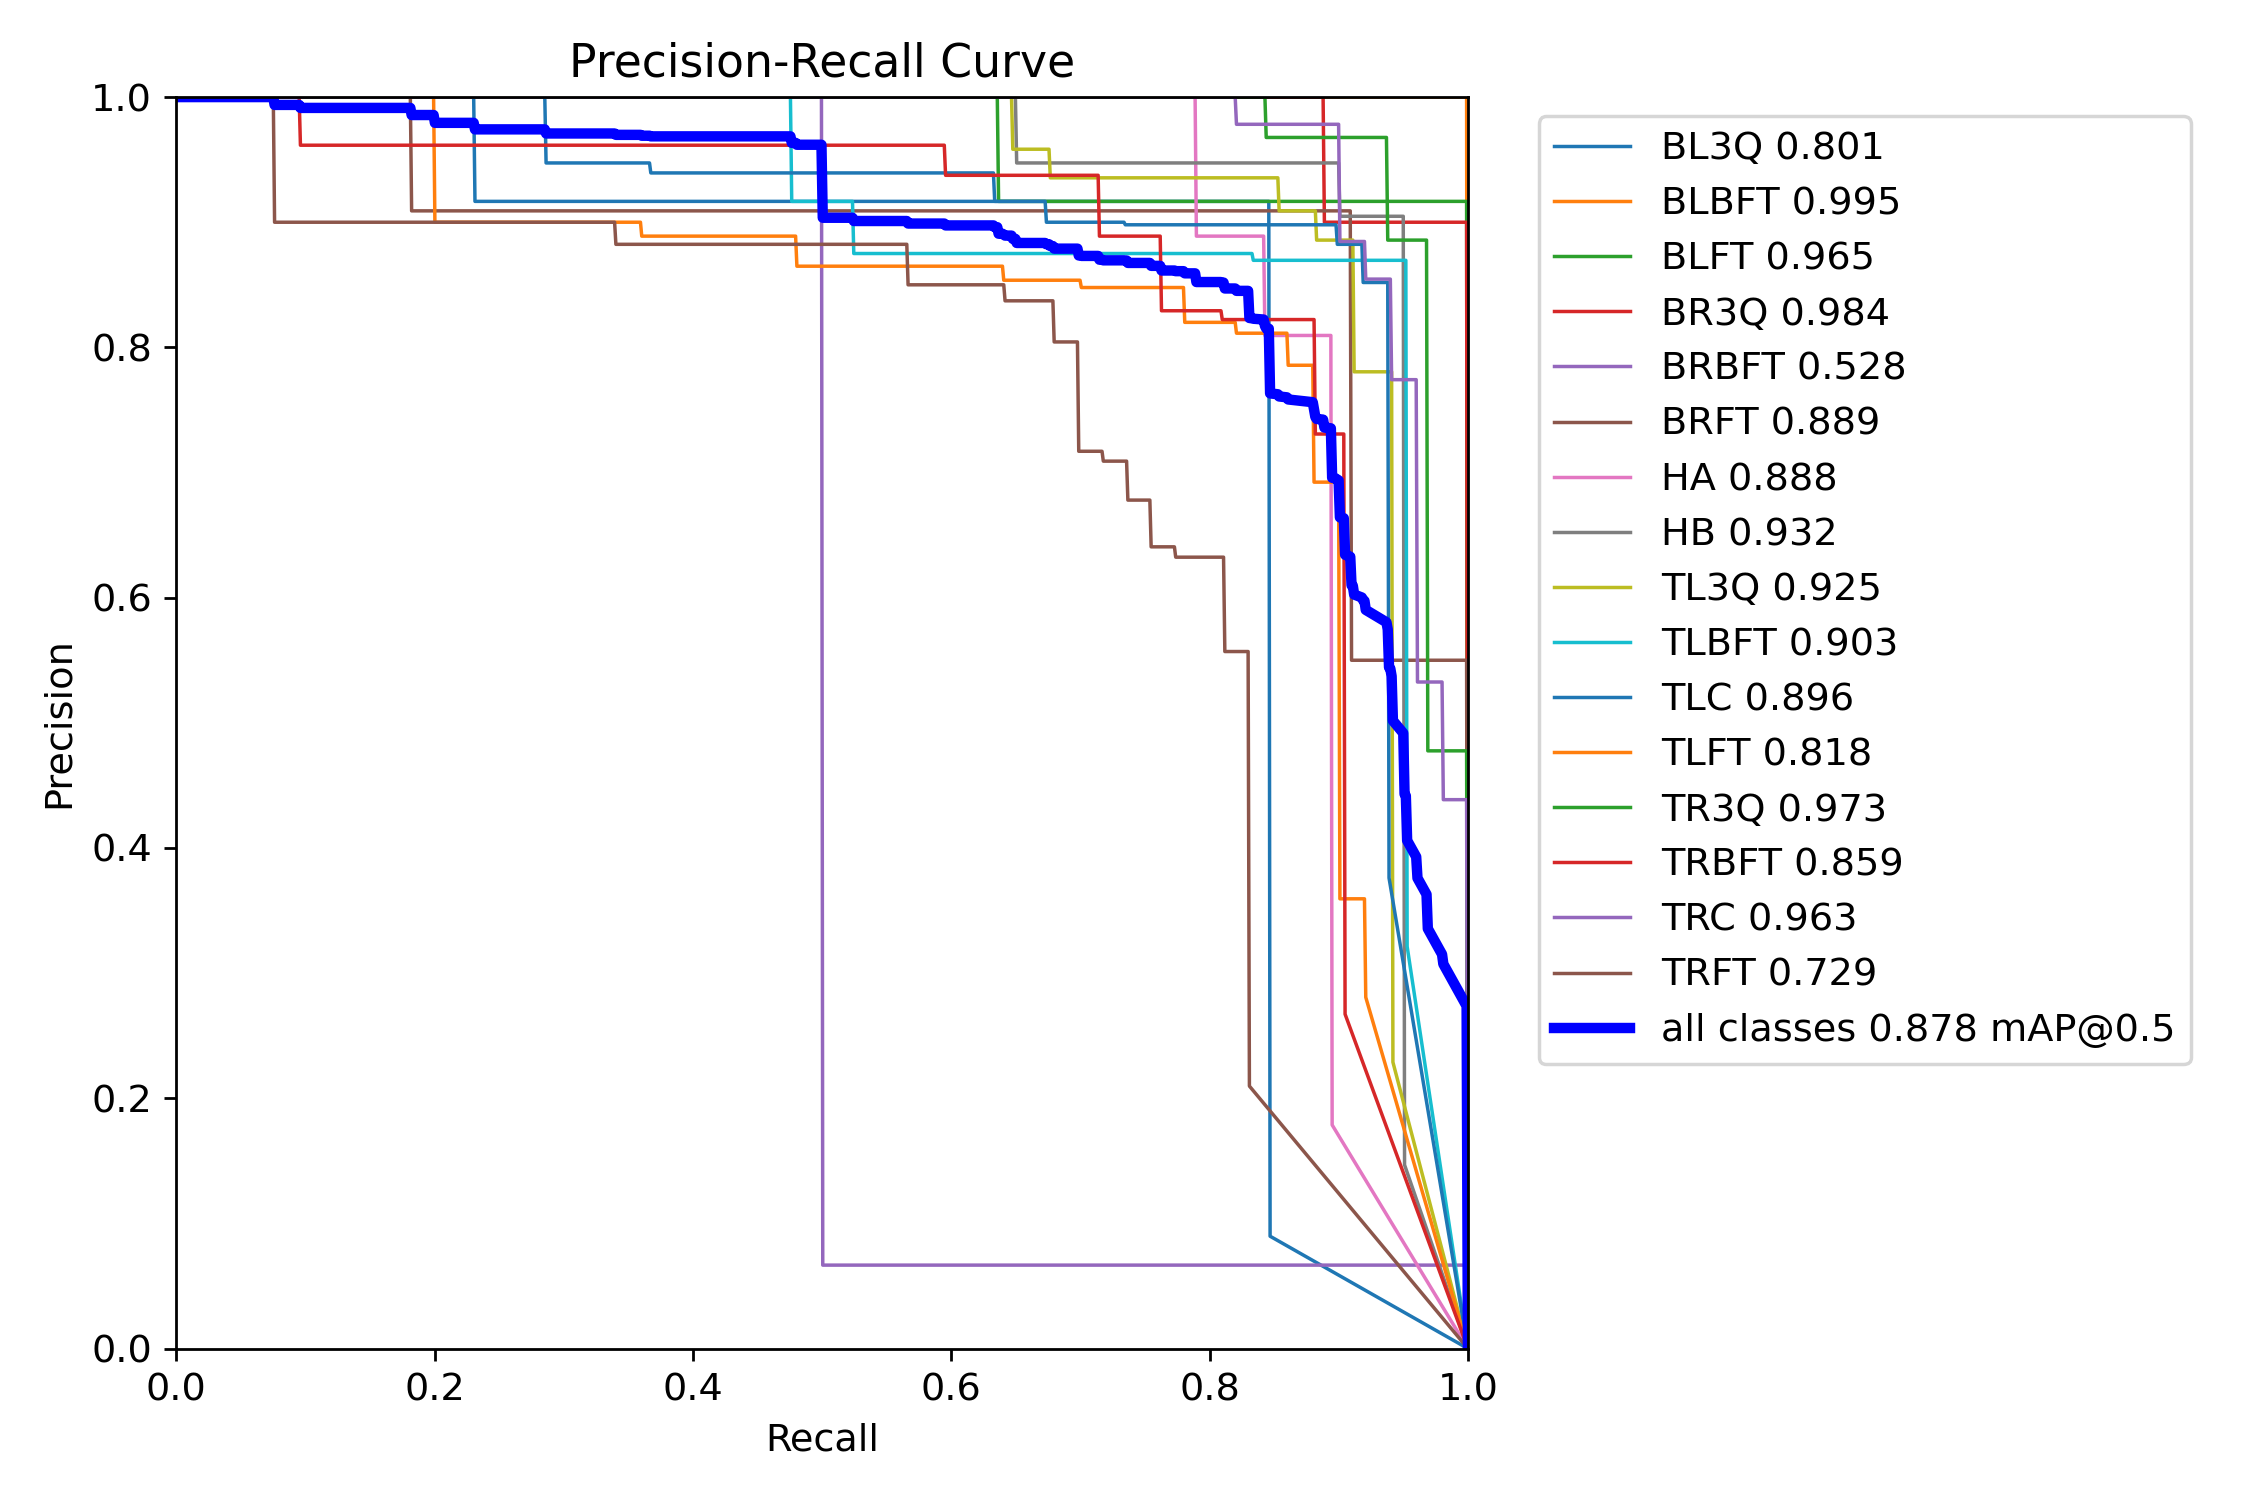 Precision-Recall Curve
1.0
0.8
0.6
0.4
0.2
0.0
Precision
0.0 0.2 0.4 0.6 0.8 1.0
Recall
BL3Q 0.801
BLBFT 0.995
BLFT 0.965
BR3Q 0.984
BRBFT 0.528
BRFT 0.889
HA 0.888
HB 0.932
TL3Q 0.925
TLBFT 0.903
TLC 0.896
TLFT 0.818
TR3Q 0.973
TRBFT 0.859
TRC 0.963
TRFT 0.729
all classes 0.878 mAP@0.5